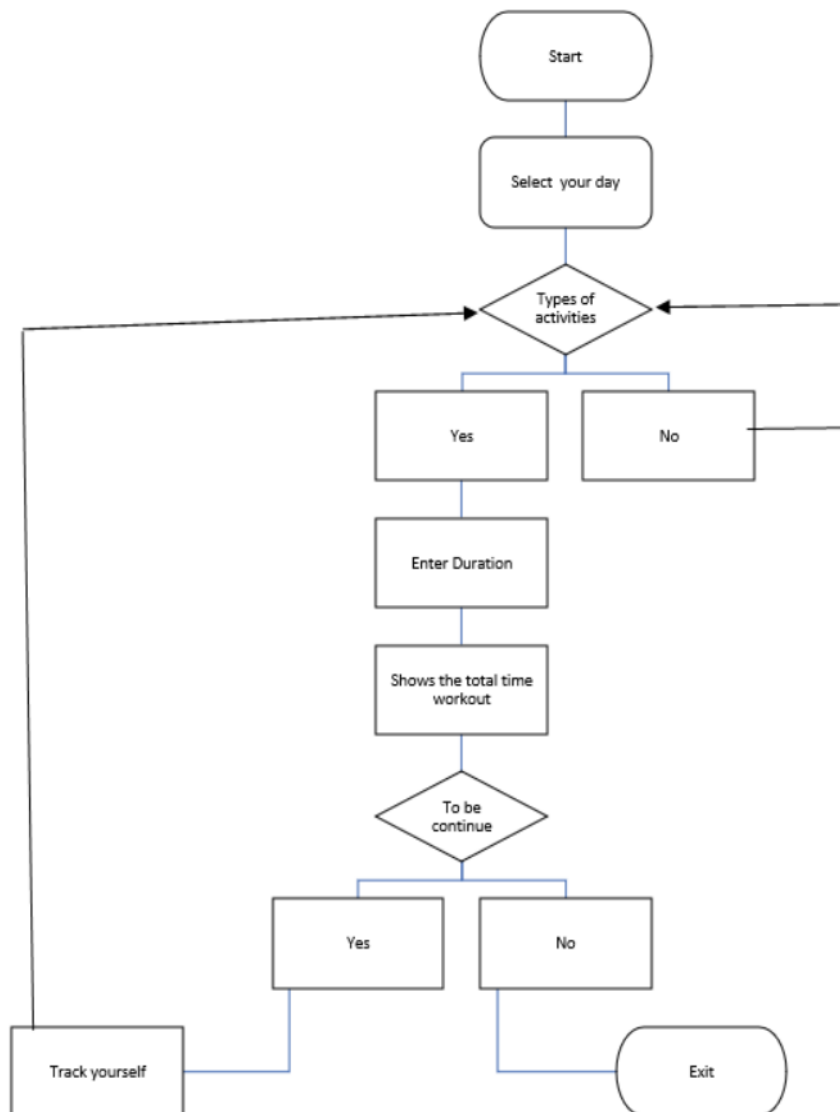 Start
Select your day
Types of
activities
Yes
No
Enter Duration
Shows the total time
workout
To be
continue
Yes
No
Track yourself
Exit